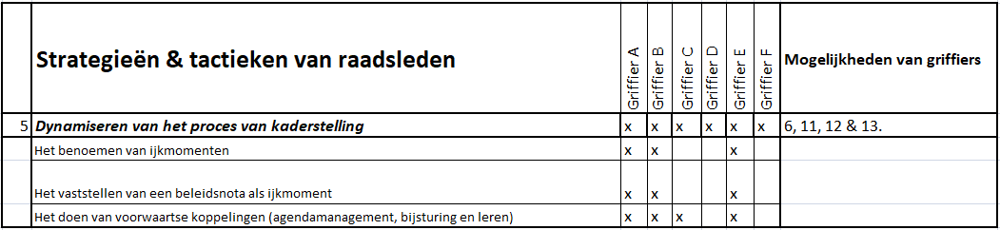 Strategieën & tactieken van raadsleden Griffier A Griffier B Griffier C Griffier D Griffier E Griffier F Mogelijkheden van griffiers
5 Dynamiseren van het proces van kaderstelling x x x x x x 6, 11, 12 & 13.
Het benoemen van ijkmomenten x x x
Het vaststellen van een beleidsnota als ijkmoment x x x
Het doen van voorwaartse koppelingen (agendamanagement, bijsturing en leren) x x x x